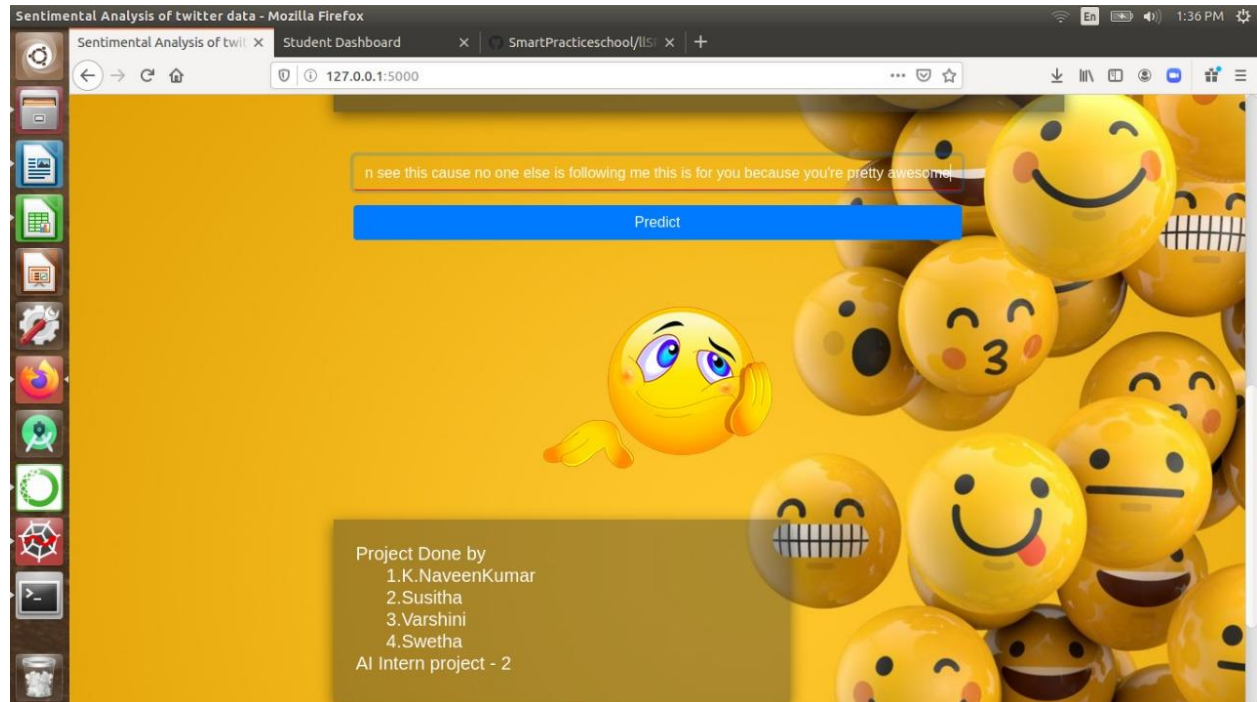 Sentimental Analysis of twitter data - Mozilla Firefox
En
1:36 PM
Sentimental Analysis of twit
Student Dashboard
SmartPracticeschool/llS
127.0.0.1:5000
n see this cause no one else is following me this is for you because you're pretty awesome
Predict
Project Done by
1.K.NaveenKumar
2.Susitha
3.Varshini
4.Swetha
AI Intern project - 2